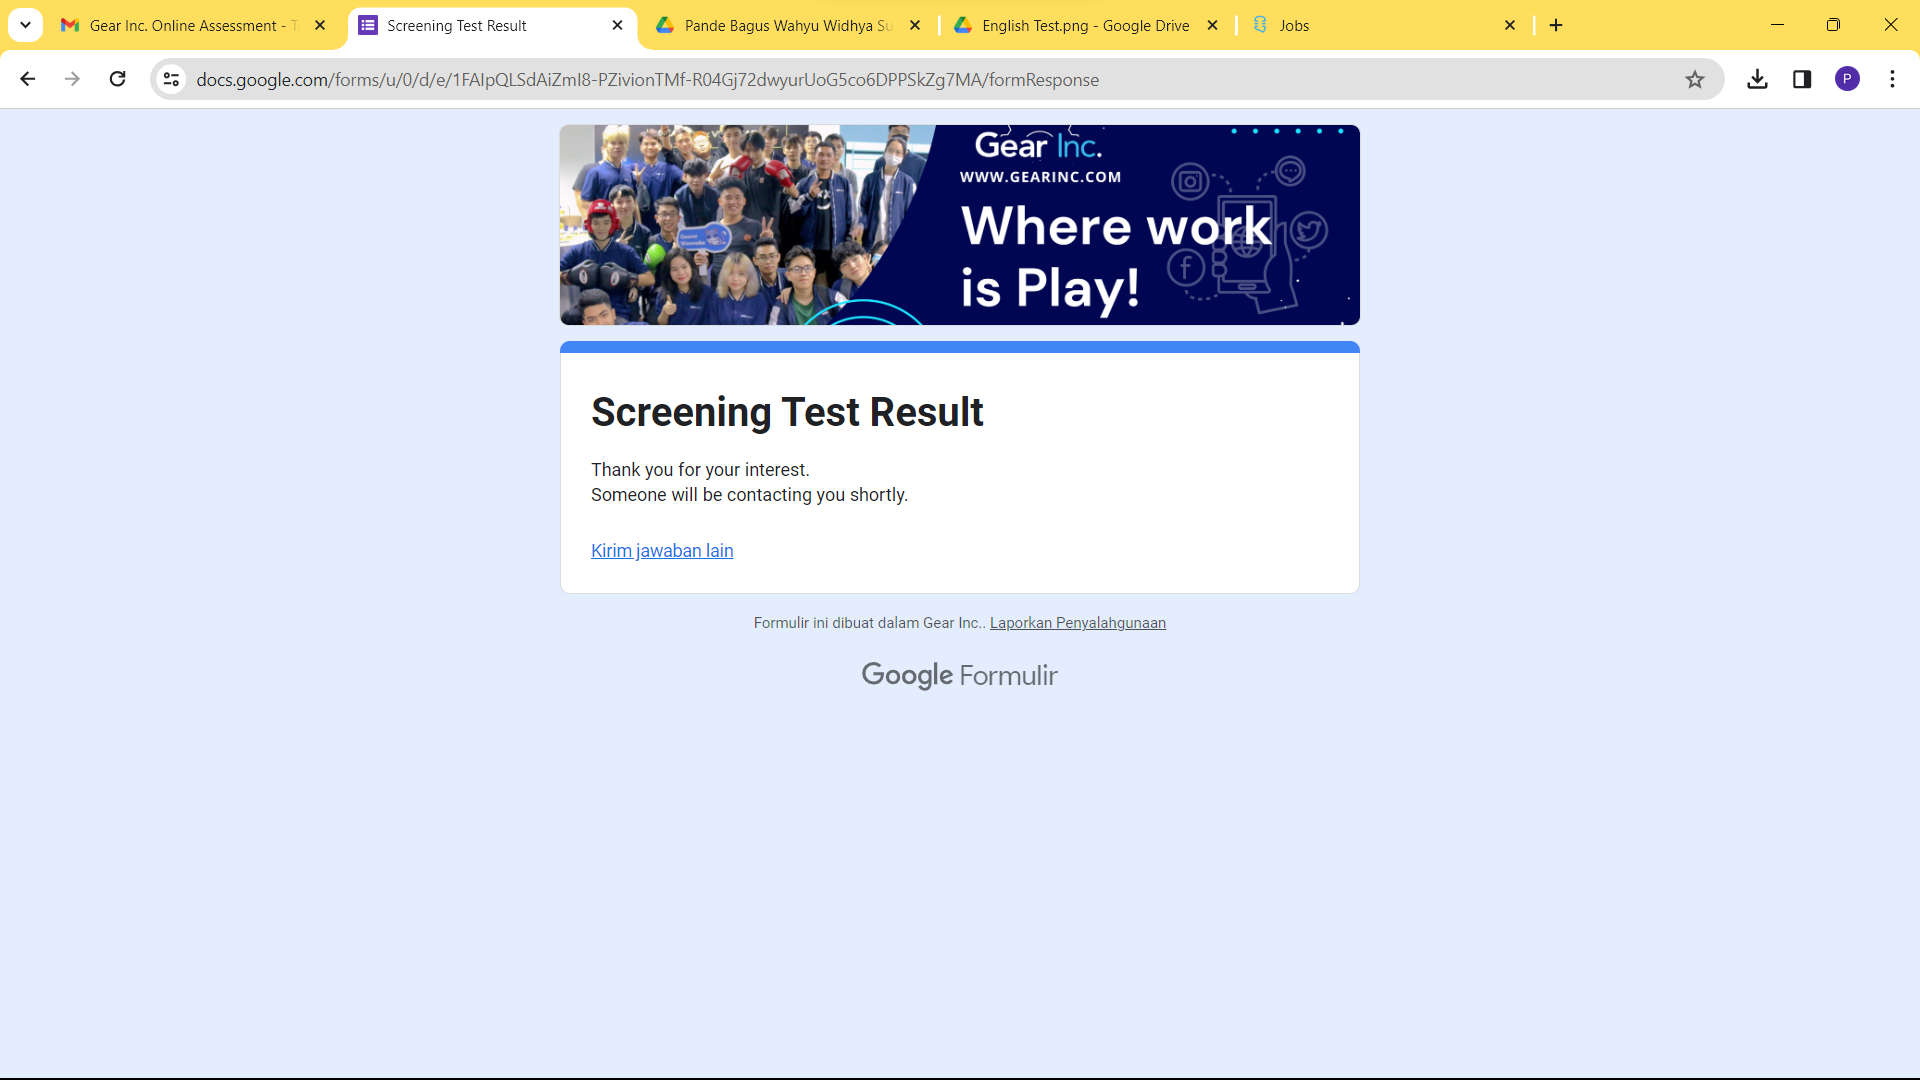 Gear Inc. Online Assessment - T
Screening Test Result
Pande Bagus Wahyu Widhya Su
English Test.png - Google Drive
Jobs
docs.google.com/forms/u/0/d/e/1FAIpQLSdAiZmI8-PZivionTMf-R04Gj72dwyurUoG5co6DPPSkZg7MA/formResponse
P
Gear Inc.
WWW.GEARINC.COM
Where work
is Play!
Screening Test Result
Thank you for your interest.
Someone will be contacting you shortly.
Kirim jawaban lain
Formulir ini dibuat dalam Gear Inc.. Laporkan Penyalahgunaan
Google Formulir